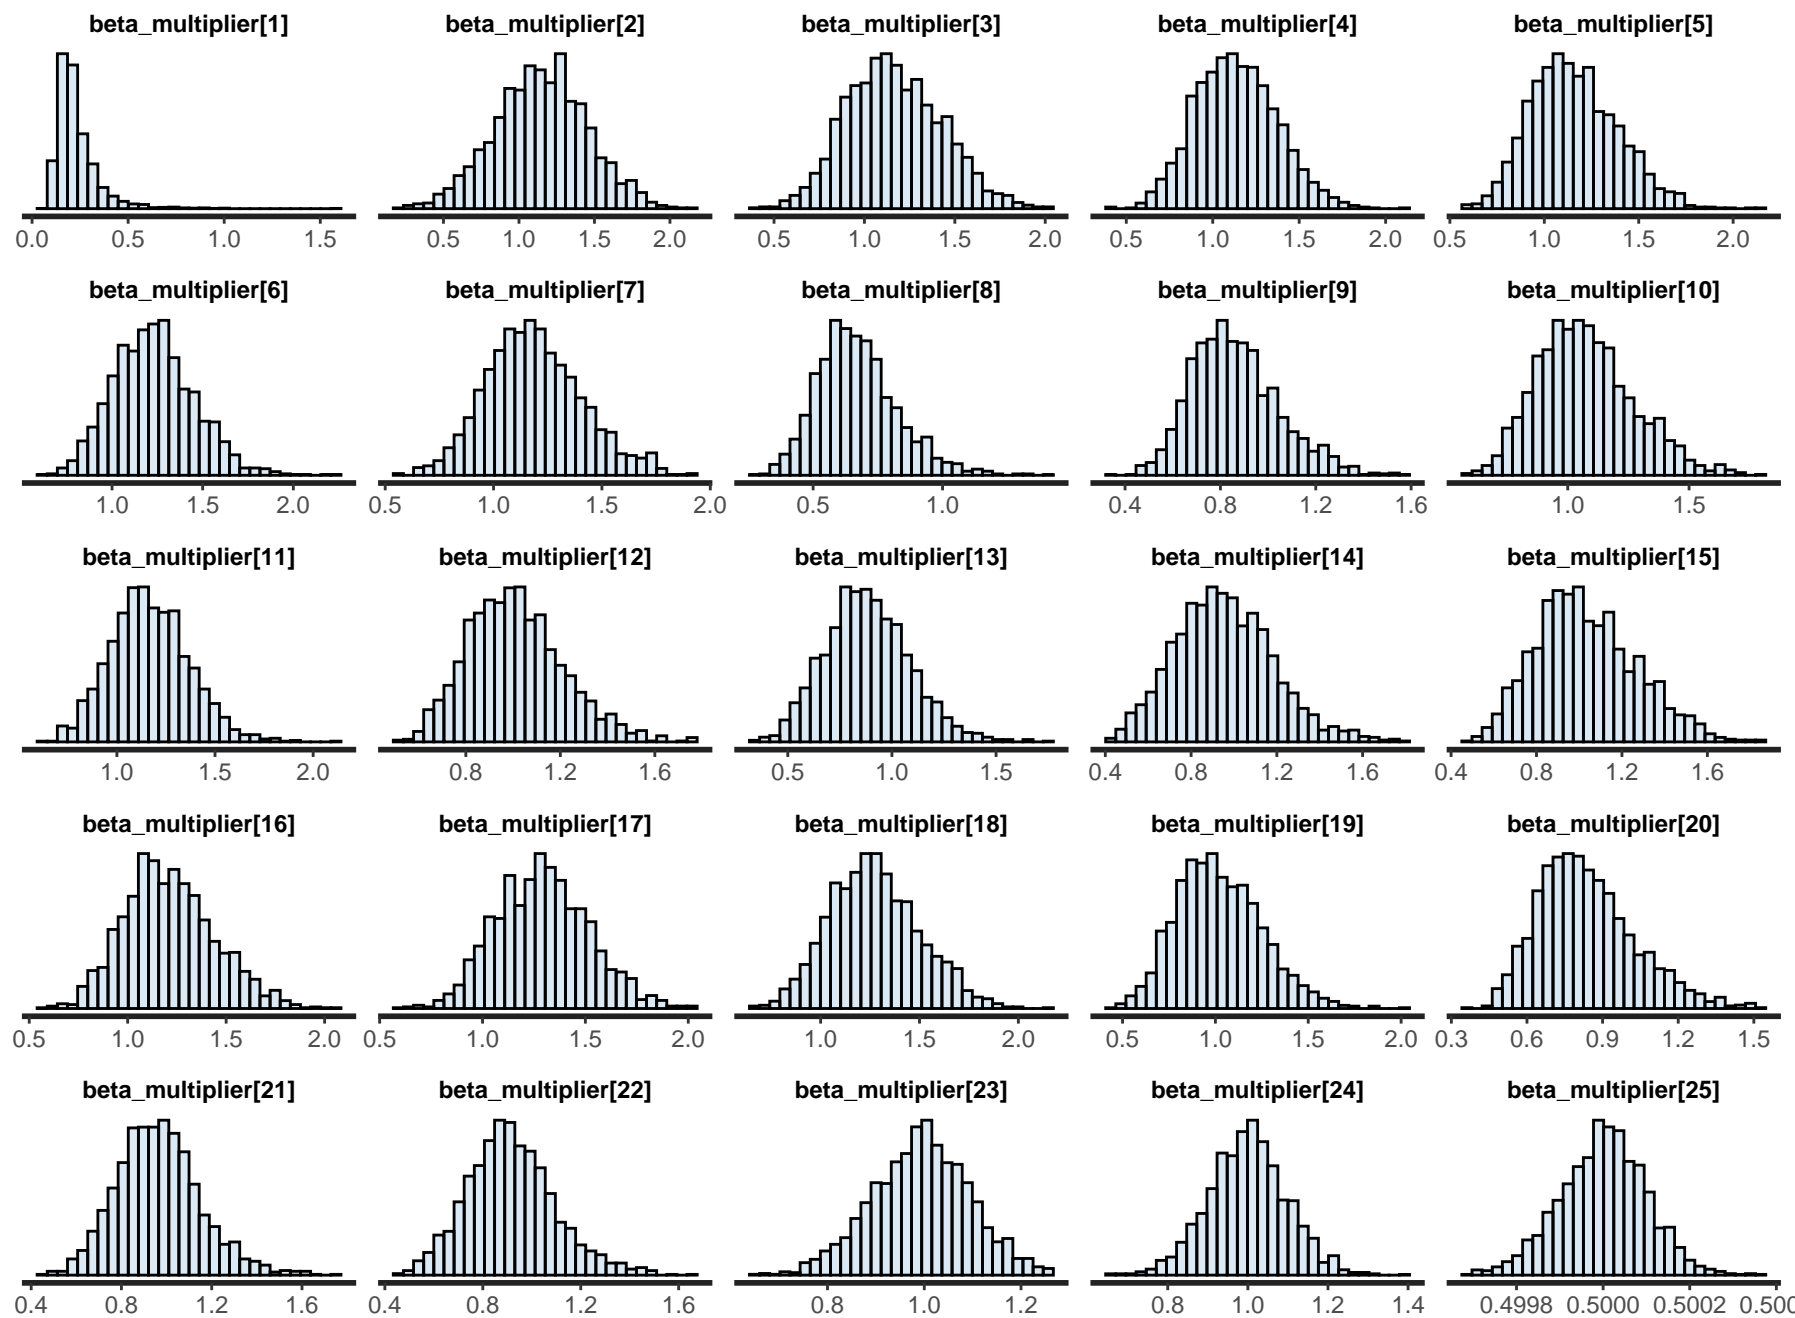 beta_multiplier[1] beta_multiplier[2] beta_multiplier[3] beta_multiplier[4] beta_multiplier[5]
0.0 0.5 1.0 1.5 0.5 1.0 1.5 2.0 0.5 1.0 1.5 2.0 0.5 1.0 1.5 2.0 0.5 1.0 1.5 2.0
beta_multiplier[6] beta_multiplier[7] beta_multiplier[8] beta_multiplier[9] beta_multiplier[10]
1.0 1.5 2.0 0.5 1.0 1.5 2.0 0.5 1.0 0.4 0.8 1.2 1.6 1.0 1.5
beta_multiplier[11] beta_multiplier[12] beta_multiplier[13] beta_multiplier[14] beta_multiplier[15]
1.0 1.5 2.0 0.8 1.2 1.6 0.5 1.0 1.5 0.4 0.8 1.2 1.6 0.4 0.8 1.2 1.6
beta_multiplier[16] beta_multiplier[17] beta_multiplier[18] beta_multiplier[19] beta_multiplier[20]
0.5 1.0 1.5 2.0 0.5 1.0 1.5 2.0 1.0 1.5 2.0 0.5 1.0 1.5 2.0 0.3 0.6 0.9 1.2 1.5
beta_multiplier[21] beta_multiplier[22] beta_multiplier[23] beta_multiplier[24] beta_multiplier[25]
0.4 0.8 1.2 1.6 0.4 0.8 1.2 1.6 0.8 1.0 1.2 0.8 1.0 1.2 1.4 0.4998 0.5000 0.5002